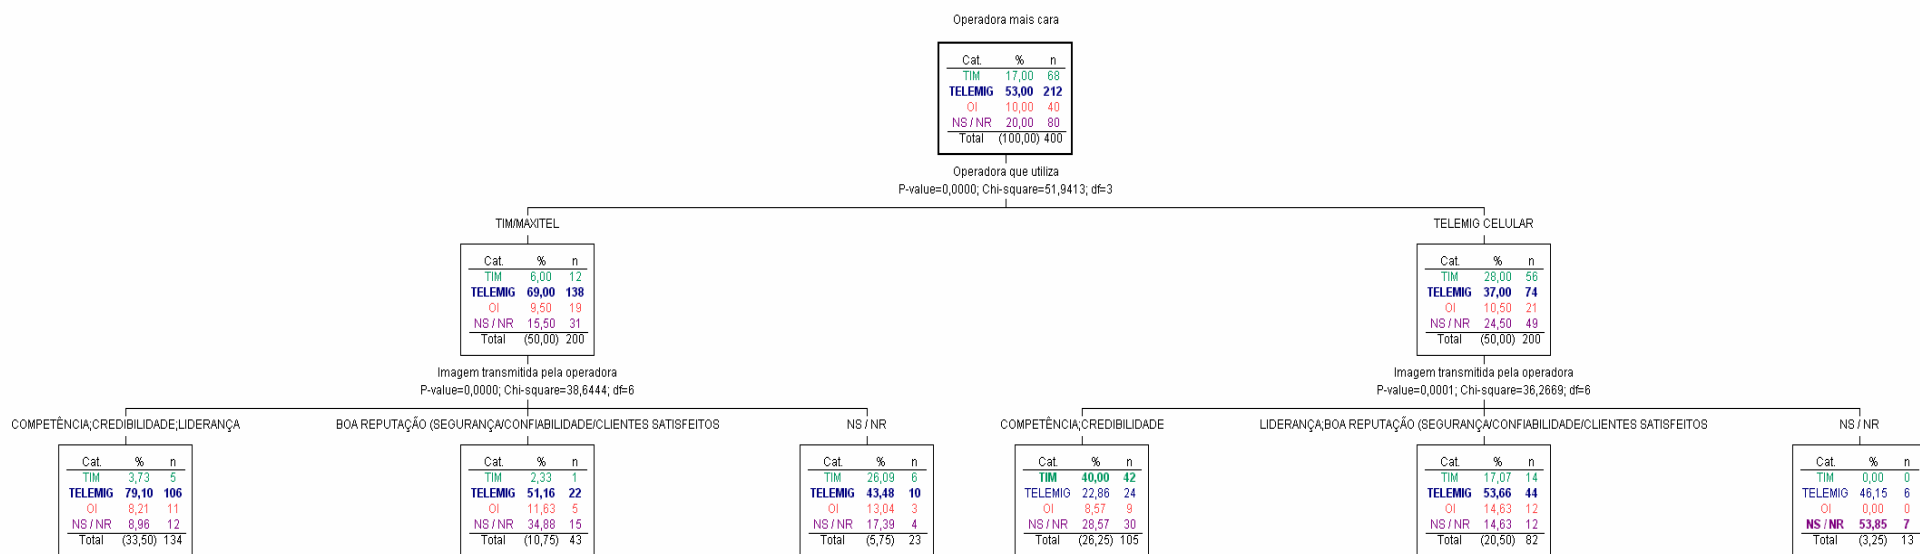 Operadora mais cara
Cat. % n
TIM 17,00 68
TELEMIG 53,00 212
OI 10,00 40
NS / NR 20,00 80
Total (100,00) 400
Operadora que utiliza
P-value=0,0000; Chi-square=51,9413; df=3
TIM/MAXITEL
Cat. % n
TIM 6,00 12
TELEMIG 69,00 138
OI 9,50 19
NS / NR 15,50 31
Total (50,00) 200
TELEMIG CELULAR
Cat. % n
TIM 28,00 56
TELEMIG 37,00 74
OI 10,50 21
NS / NR 24,50 49
Total (50,00) 200
Imagem transmitida pela operadora
P-value=0,0000; Chi-square=38,6444; df=6
Imagem transmitida pela operadora
P-value=0,0001; Chi-square=36,2669; df=6
COMPETÊNCIA;CREDIBILIDADE;LIDERANÇA
Cat. % n
TIM 3,73 5
TELEMIG 79,10 106
OI 8,21 11
NS / NR 8,96 12
Total (33,50) 134
BOA REPUTAÇÃO (SEGURANÇA/CONFIABILIDADE/CLIENTES SATISFEITOS
Cat. % n
TIM 2,33 1
TELEMIG 51,16 22
OI 11,63 5
NS / NR 34,88 15
Total (10,75) 43
NS / NR
Cat. % n
TIM 26,09 6
TELEMIG 43,48 10
OI 13,04 3
NS / NR 17,39 4
Total (5,75) 23
COMPETÊNCIA;CREDIBILIDADE
Cat. % n
TIM 40,00 42
TELEMIG 22,86 24
OI 8,57 9
NS / NR 28,57 30
Total (26,25) 105
LIDERANÇA;BOA REPUTAÇÃO (SEGURANÇA/CONFIABILIDADE/CLIENTES SATISFEITOS
Cat. % n
TIM 17,07 14
TELEMIG 53,66 44
OI 14,63 12
NS / NR 14,63 12
Total (20,50) 82
NS / NR
Cat. % n
TIM 0,00 0
TELEMIG 46,15 6
OI 0,00 0
NS / NR 53,85 7
Total (3,25) 13